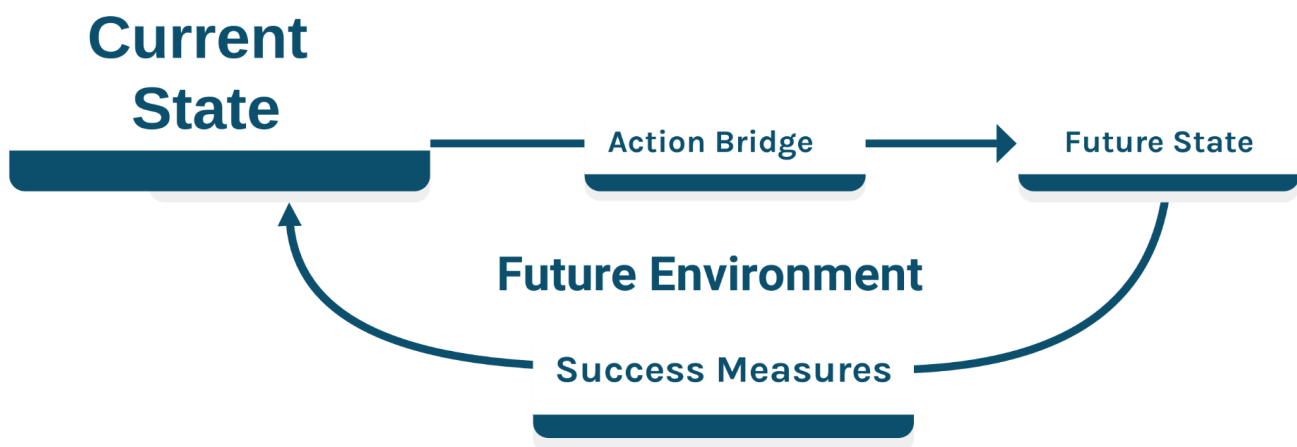 Current
State
Action Bridge
Future State
Future Environment
Success Measures